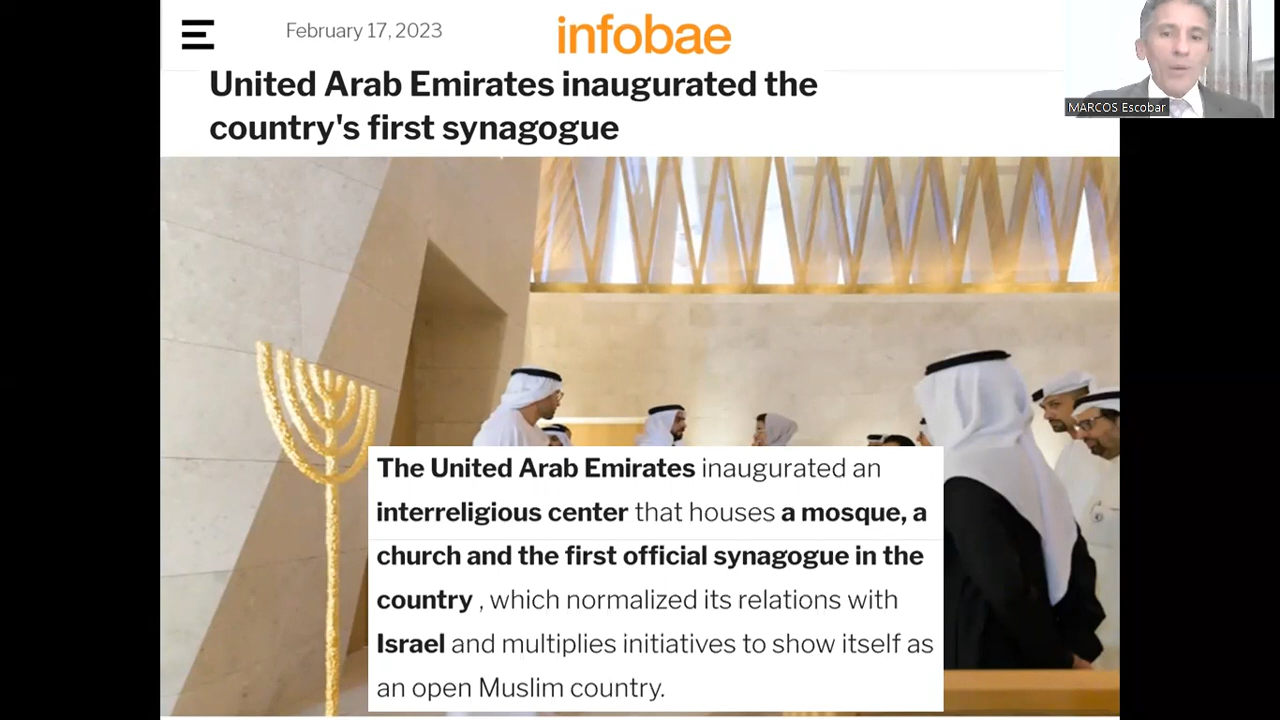 February 17, 2023
infobae
MARCOS Escobar
United Arab Emirates inaugurated the
country's first synagogue
The United Arab Emirates inaugurated an
interreligious center that houses a mosque, a
church and the first official synagogue in the
country , which normalized its relations with
Israel and multiplies initiatives to show itself as
an open Muslim country.